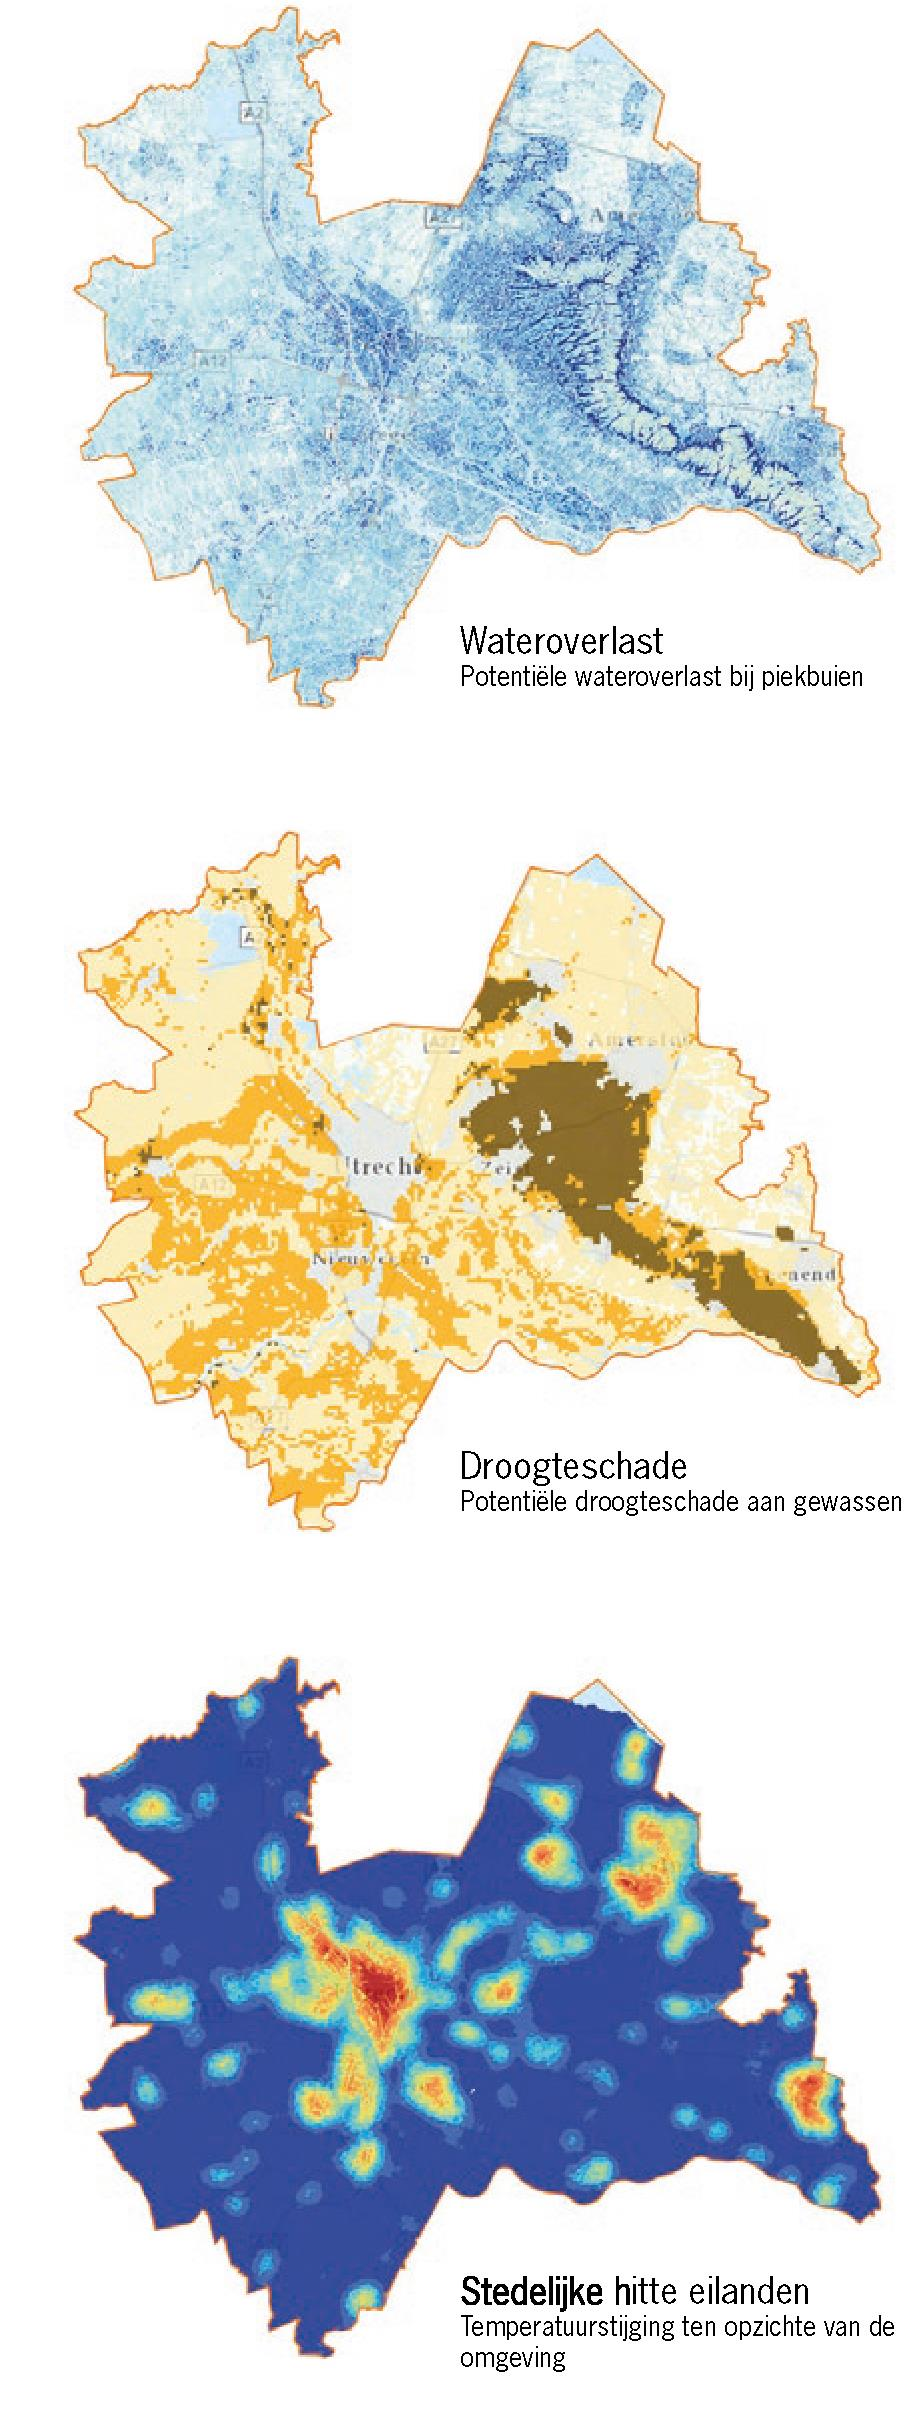 A2
A27
A12
Wateroverlast
Potentiële wateroverlast bij piekbuien
A27
Utrecht
Zeist
A12
Nieuwegein
A27
Droogteschade
Potentiële droogteschade aan gewassen
A2
Stedelijke hitte eilanden
Temperatuurstijging ten opzichte van de
omgeving